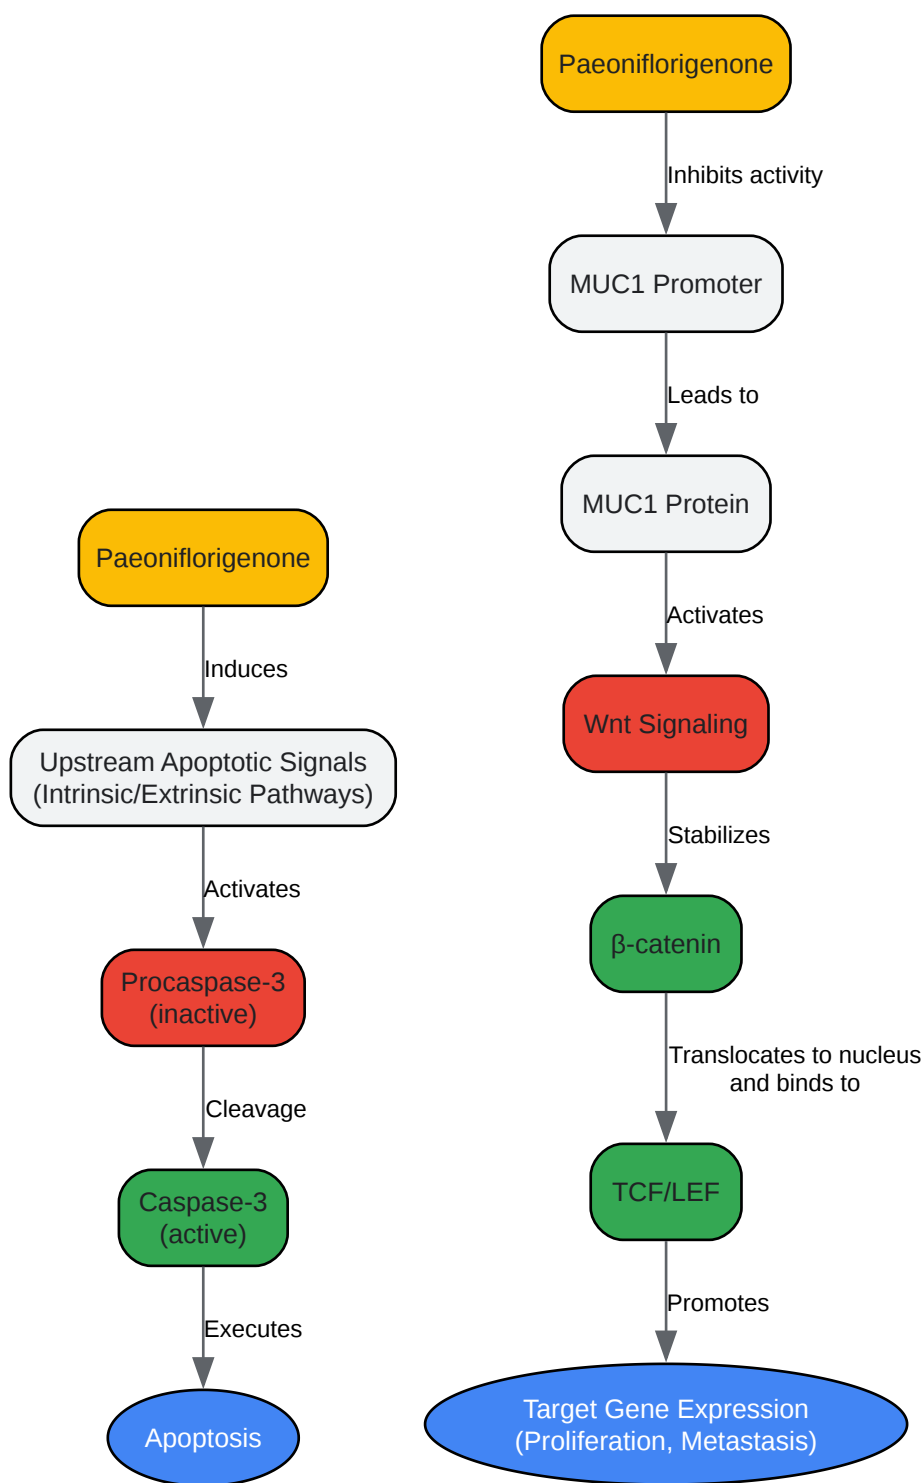 Paeoniflorigenone
Induces
Upstream Apoptotic Signals
(Intrinsic/Extrinsic Pathways)
Activates
Procaspase-3
(inactive)
Cleavage
Caspase-3
(active)
Executes
Apoptosis
Paeoniflorigenone
Inhibits activity
MUC1 Promoter
Leads to
MUC1 Protein
Activates
Wnt Signaling
Stabilizes
β-catenin
Translocates to nucleus
and binds to
TCF/LEF
Promotes
Target Gene Expression
(Proliferation, Metastasis)